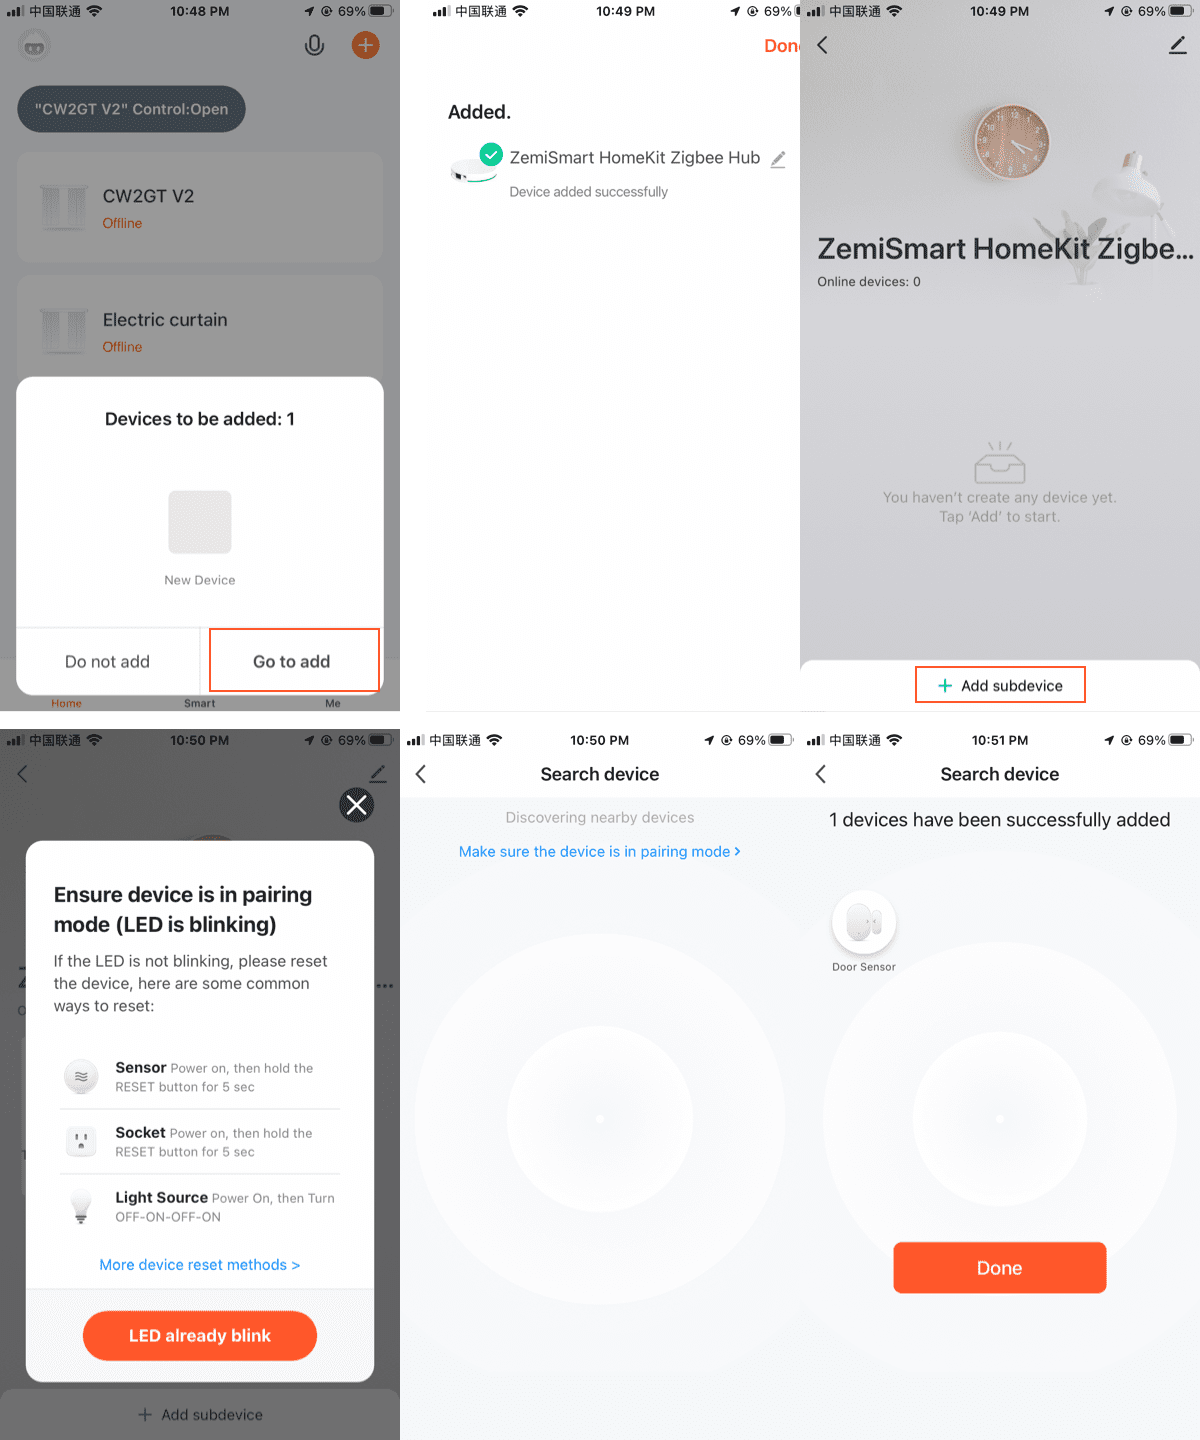 中国联通 10:48 PM 69%
"CW2GT V2" Control:Open
CW2GT V2
Offline
Electric curtain
Offline
Devices to be added: 1
New Device
Do not add Go to add
Home Smart Me
中国联通 10:49 PM 69%
Don
Added.
ZemiSmart HomeKit Zigbee Hub
Device added successfully
中国联通 10:49 PM 69%
ZemiSmart HomeKit Zigbe...
Online devices: 0
You haven't create any device yet.
Tap ‘Add’ to start.
+ Add subdevice
中国联通 10:50 PM 69%
Ensure device is in pairing
mode (LED is blinking)
If the LED is not blinking, please reset
the device, here are some common
ways to reset:
Sensor Power on, then hold the
RESET button for 5 sec
Socket Power on, then hold the
RESET button for 5 sec
Light Source Power On, then Turn
OFF-ON-OFF-ON
More device reset methods >
LED already blink
+ Add subdevice
中国联通 10:50 PM 69%
Search device
Discovering nearby devices
Make sure the device is in pairing mode >
中国联通 10:51 PM 69%
Search device
1 devices have been successfully added
Door Sensor
Done